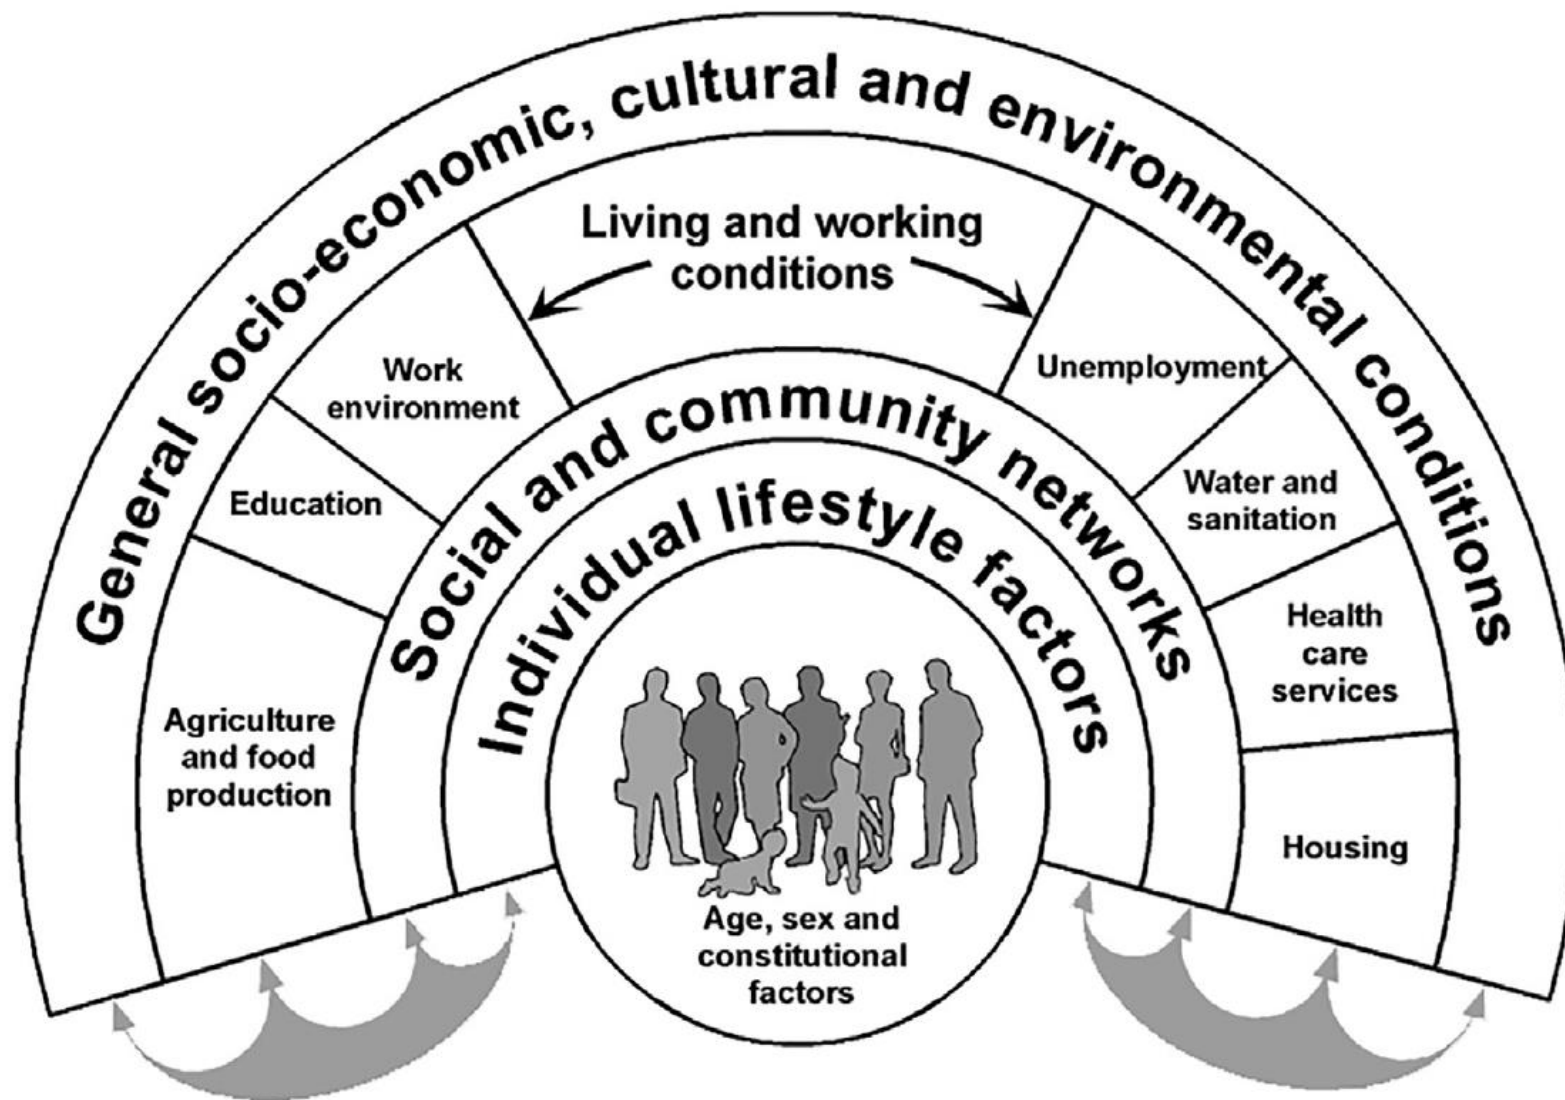 General socio-economic, cultural and environmental conditions
Living and working
conditions
Work
environment
Unemployment
Education
Water and
sanitation
Agriculture
and food
production
Health
care
services
Housing
Social and community networks
Individual lifestyle factors
Age, sex and
constitutional
factors